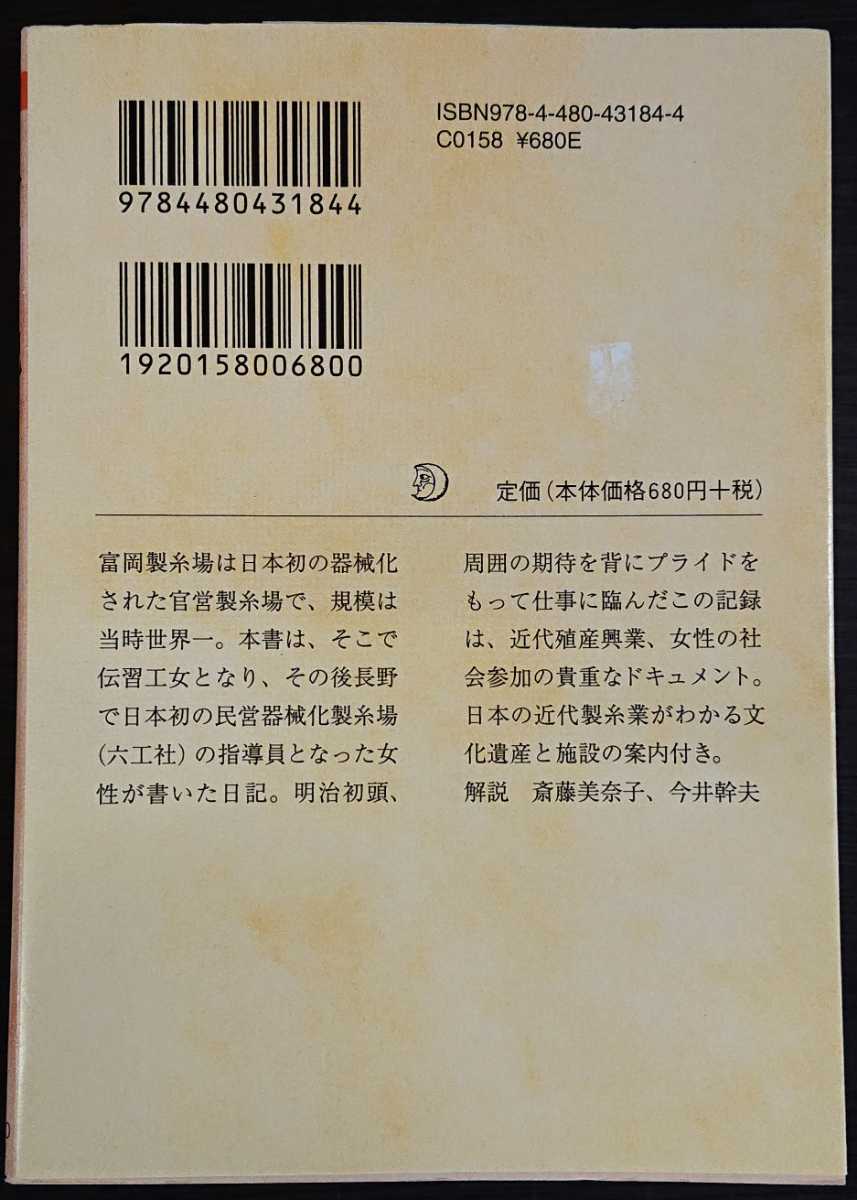 ISBN978-4-480-43184-4
C0158 ¥680E
9784480431844
1920158006800
定価(本体価格680円+税)
富岡製糸場は日本初の器械化
された官営製糸場で、規模は
当時世界一。本書は、そこで
伝習工女となり、その後長野
で日本初の民営器械化製糸場
(六工社)の指導員となった女
性が書いた日記。明治初頭、
周囲の期待を背にプライドを
もって仕事に臨んだこの記録
は、近代殖産興業、女性の社
会参加の貴重なドキュメント。
日本の近代製糸業がわかる文
化遺産と施設の案内付き。
解説 斎藤美奈子、今井幹夫